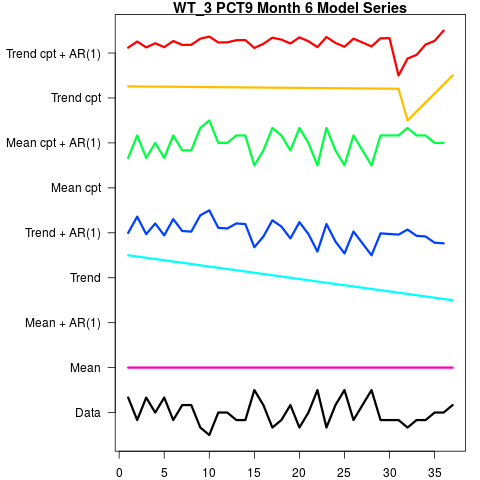 WT_3 PCT9 Month 6 Model Series
Trend cpt + AR(1)
Trend cpt
Mean cpt + AR(1)
Mean cpt
Trend + AR(1)
Trend
Mean + AR(1)
Mean
Data
0 5 10 15 20 25 30 35